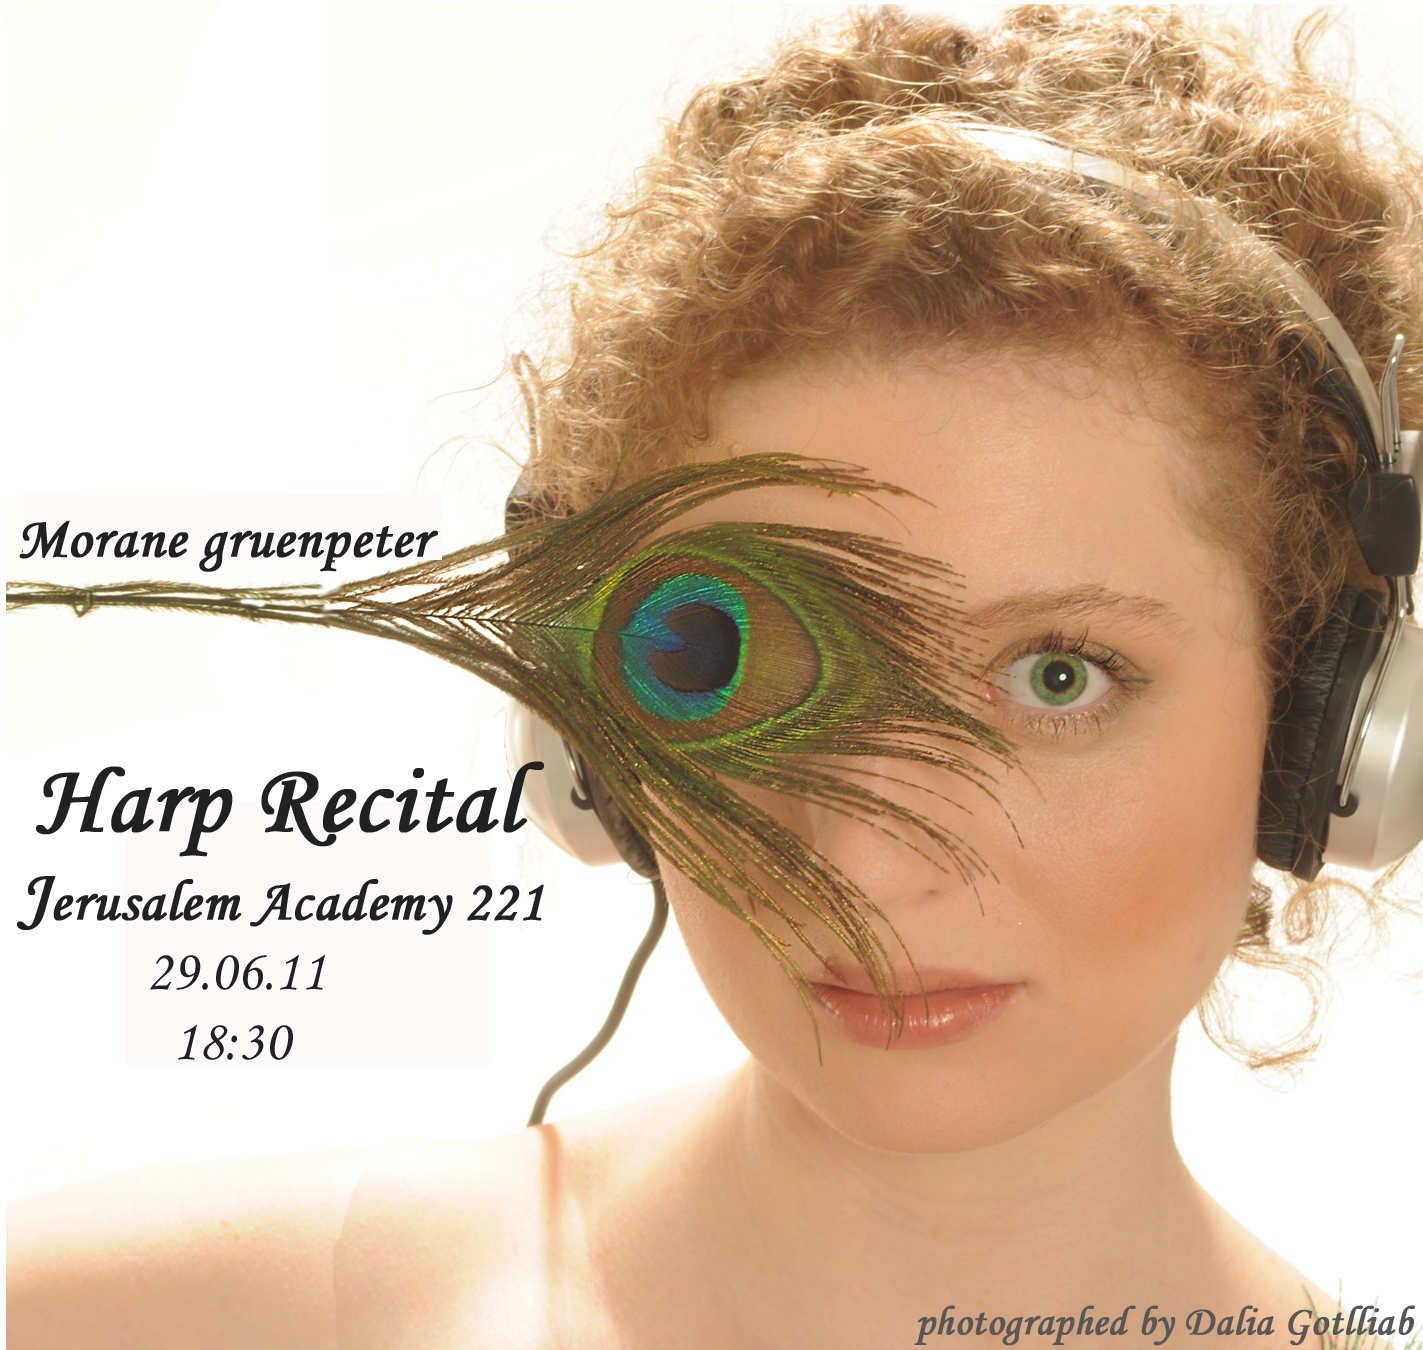 Morane gruenpeter
Harp Recital
Jerusalem Academy 221
29.06.11
18:30
photographed by Dalia Gotlliab